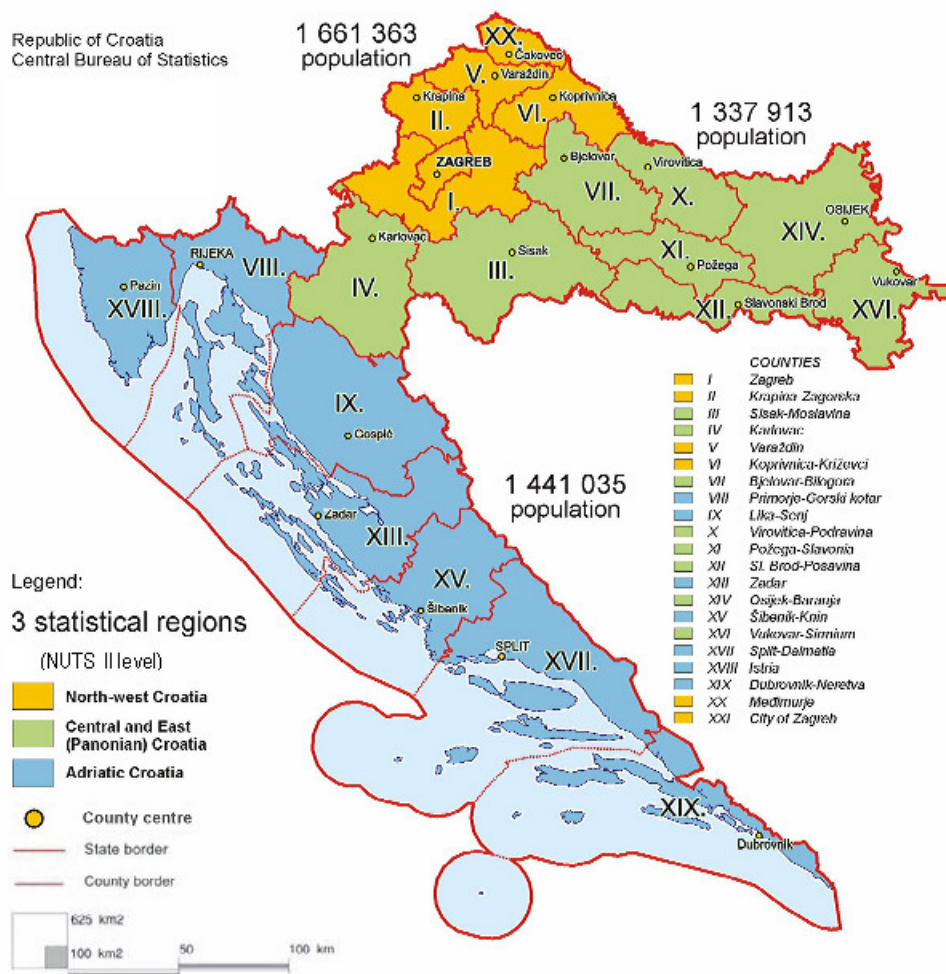 Republic of Croatia
Central Bureau of Statistics
1 661 363
population
1 337 913
population
1 441 035
population
XX.
Čakovec
V.
Varaždin
Krapina
II.
VI.
Koprivnica
ZAGREB
I.
Bjelovar
VII.
Virovitica
X.
OSIJEK
XIV.
Karlovac
IV.
Sisak
III.
XI.
Požega
Vukovar
XVI.
XII.
Slavonski Brod
RIJEKA
VIII.
Pazin
XVIII.
IX.
Gospić
Zadar
XIII.
XV.
Šibenik
SPLIT
XVII.
XIX.
Dubrovnik
COUNTIES
I Zagreb
II Krapina Zagorska
III Sisak-Moslavina
IV Karlovac
V Varaždin
VI Koprivnica-Križevci
VII Bjelovar-Bilogora
VIII Primorje-Gorski kotar
IX Lika-Senj
X Virovitica-Podravina
XI Požega-Slavonia
XII Sl. Brod-Posavina
XIII Zadar
XIV Osijek-Baranja
XV Šibenik-Knin
XVI Vukovar-Sirmium
XVII Split-Dalmatia
XVIII Istria
XIX Dubrovnik-Neretva
XX Međimurje
XXI City of Zagreb
Legend:
3 statistical regions
(NUTS II level)
North-west Croatia
Central and East
(Panonian) Croatia
Adriatic Croatia
County centre
State border
County border
625 km2
100 km2
50
100 km